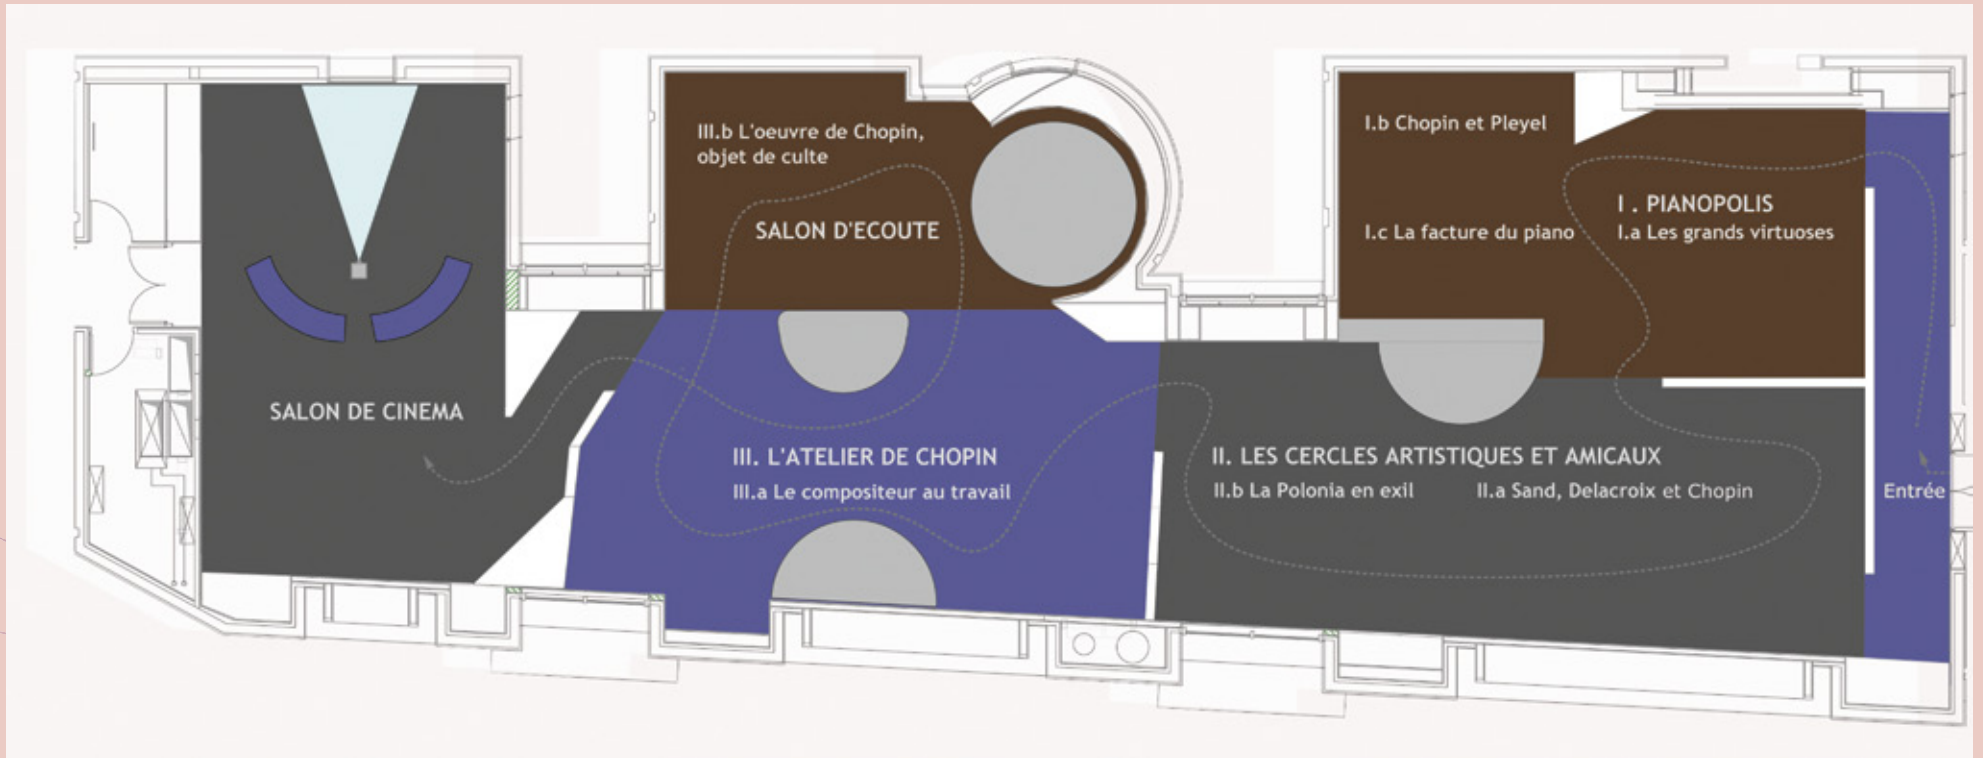 III.b L'oeuvre de Chopin,
objet de culte
SALON D'ECOUTE
I.b Chopin et Pleyel
I . PIANOPOLIS
I.c La facture du piano
I.a Les grands virtuoses
SALON DE CINEMA
III. L'ATELIER DE CHOPIN
III.a Le compositeur au travail
II. LES CERCLES ARTISTIQUES ET AMICAUX
II.b La Polonia en exil
II.a Sand, Delacroix et Chopin
Entrée